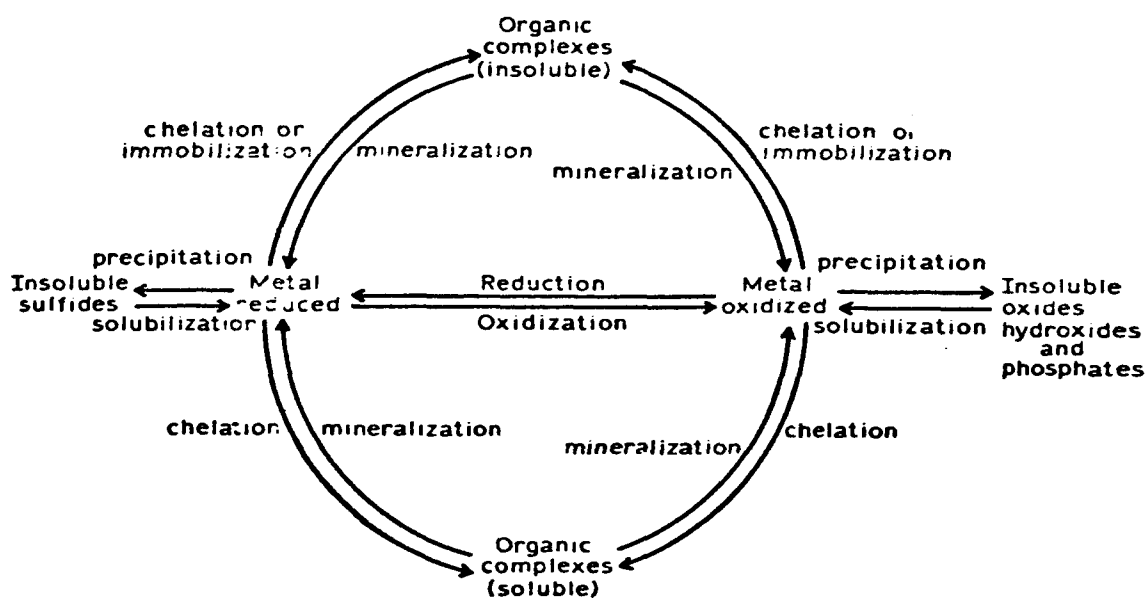 Organic
complexes
(insoluble)
chelation or
immobilization
mineralization
chelation or
immobilization
mineralization
precipitation
Insoluble
sulfides
solubilization
Metal
reduced
Reduction
Oxidization
Metal
oxidized
precipitation
solubilization
Insoluble
oxides
hydroxides
and
phosphates
chelation
mineralization
mineralization
chelation
Organic
complexes
(soluble)